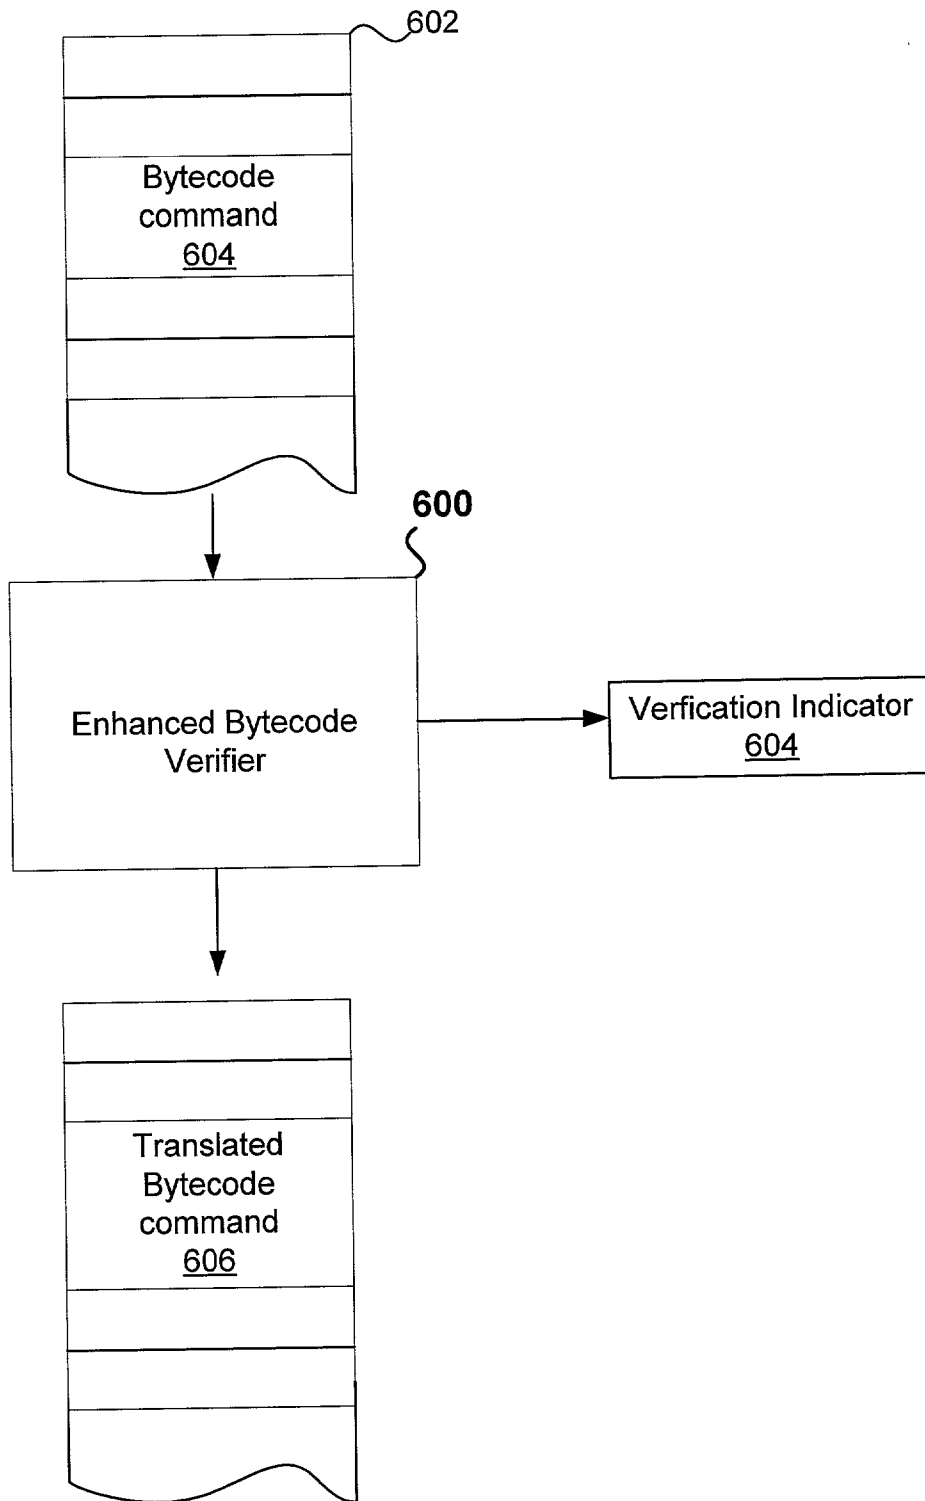 602
Bytecode
command
604
600
Enhanced Bytecode
Verifier
Verfication Indicator
604
Translated
Bytecode
command
606